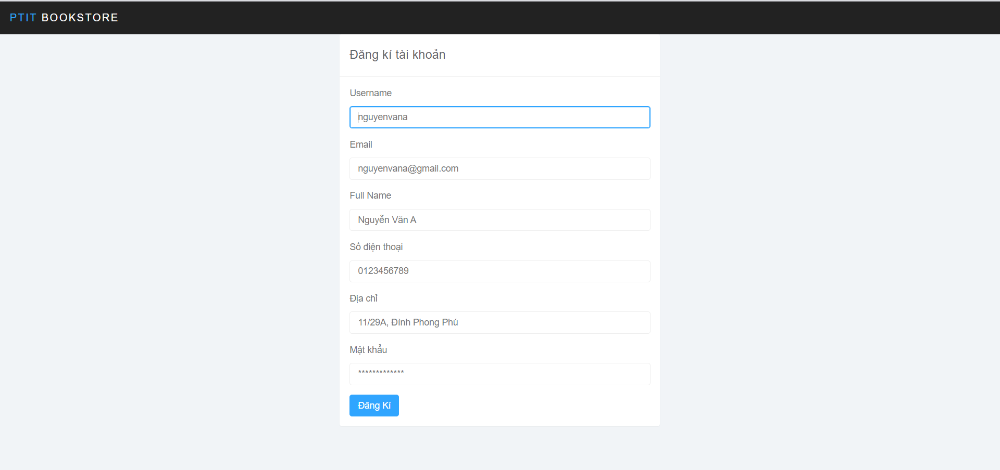 PTIT BOOKSTORE
Đăng kí tài khoản
Username
nguyenvana
Email
nguyenvana@gmail.com
Full Name
Nguyễn Văn A
Số điện thoại
0123456789
Địa chỉ
11/29A, Đình Phong Phú
Mật khẩu
*************
Đăng Kí